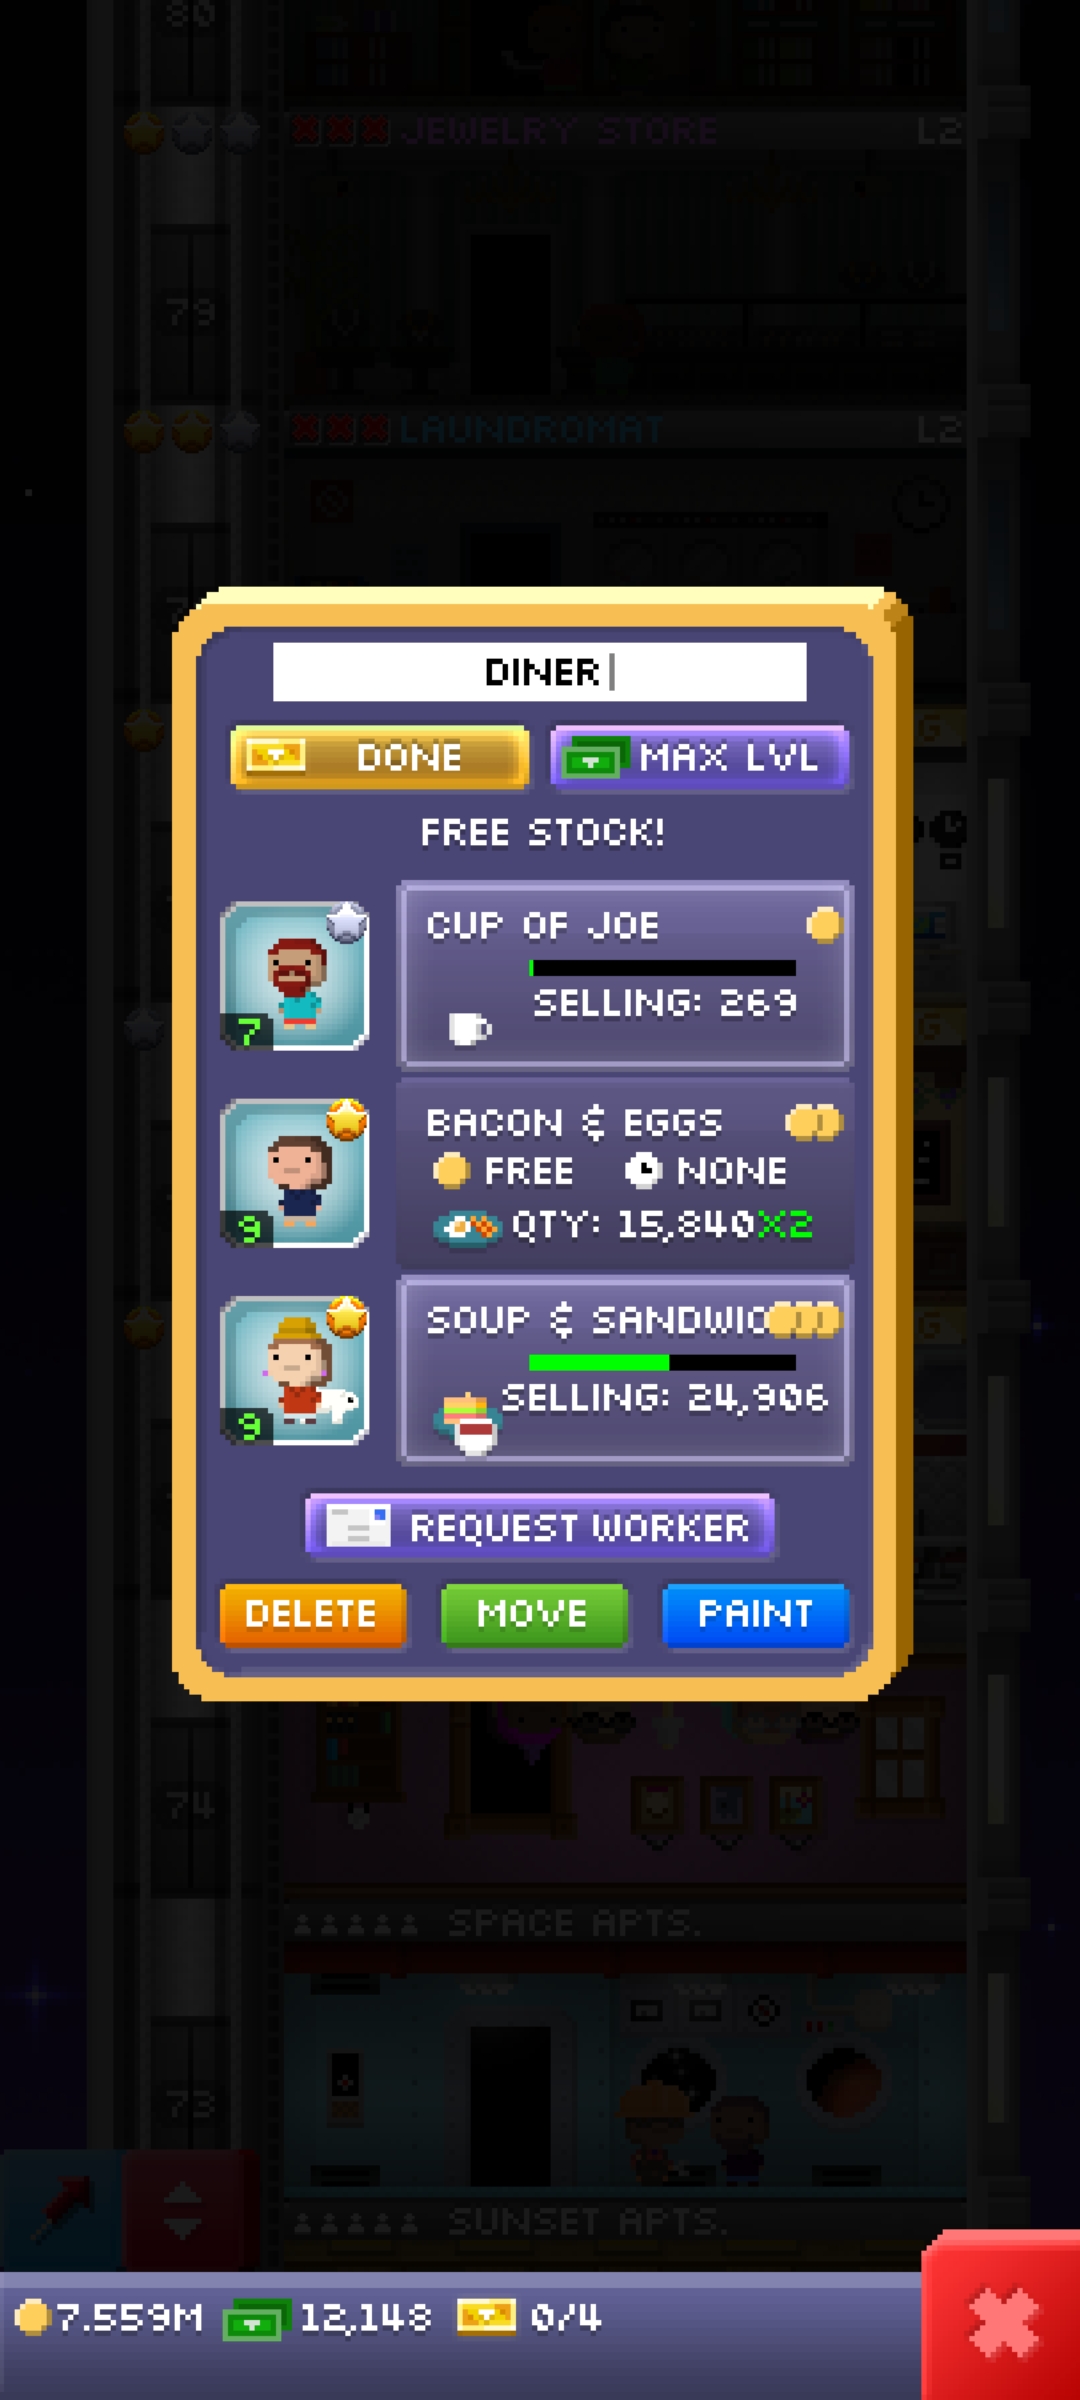 80
JEWELRY STORE L2
79
LAUNDROMAT L2
DINER
DONE
MAX LVL
FREE STOCK!
CUP OF JOE
SELLING: 269
7
BACON & EGGS
FREE NONE
QTY: 15,840X2
9
SOUP & SANDWIC
SELLING: 24,906
9
REQUEST WORKER
DELETE
MOVE
PAINT
74
SPACE APTS.
73
SUNSET APTS.
7.559M 12,148 0/4